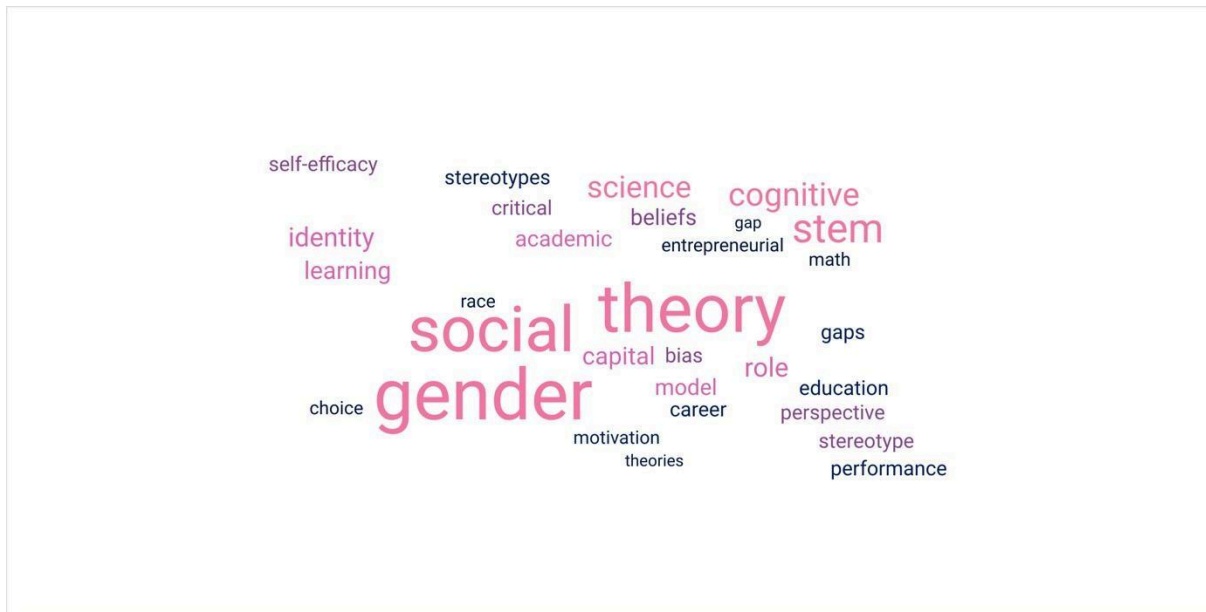 self-efficacy
stereotypes
science
cognitive
critical
beliefs
gap
stem
identity
academic
entrepreneurial
math
learning
race
theory
social
gaps
capital
bias
role
gender
model
education
choice
career
perspective
motivation
stereotype
theories
performance